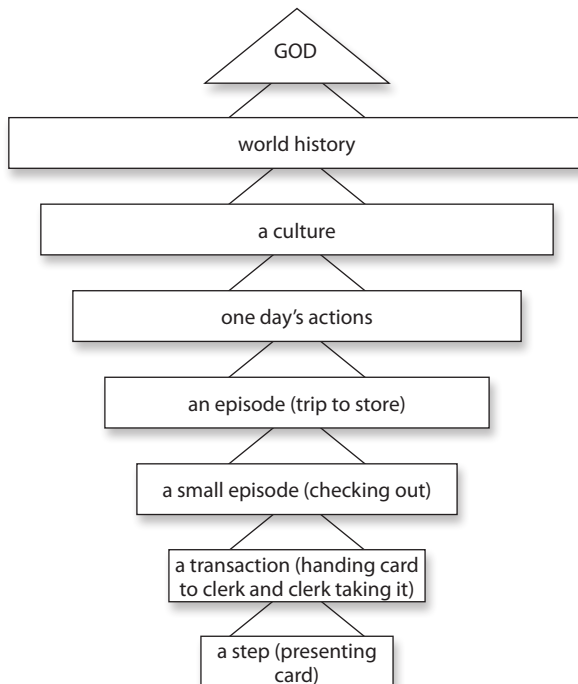 GOD
world history
a culture
one day’s actions
an episode (trip to store)
a small episode (checking out)
a transaction (handing card
to clerk and clerk taking it)
a step (presenting
card)